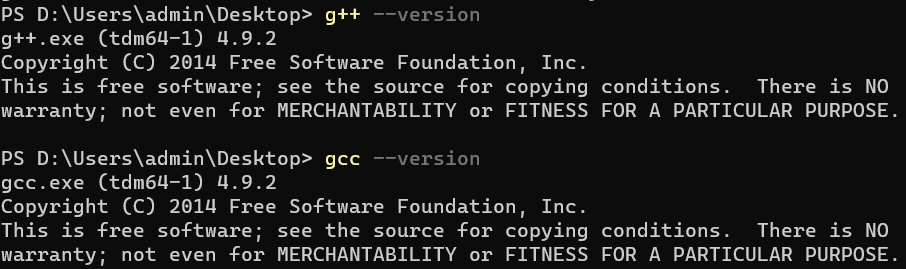 PS D:\Users\admin\Desktop> g++ --version
g++.exe (tdm64-1) 4.9.2
Copyright (C) 2014 Free Software Foundation, Inc.
This is free software; see the source for copying conditions.  There is NO
warranty; not even for MERCHANTABILITY or FITNESS FOR A PARTICULAR PURPOSE.
PS D:\Users\admin\Desktop> gcc --version
gcc.exe (tdm64-1) 4.9.2
Copyright (C) 2014 Free Software Foundation, Inc.
This is free software; see the source for copying conditions.  There is NO
warranty; not even for MERCHANTABILITY or FITNESS FOR A PARTICULAR PURPOSE.